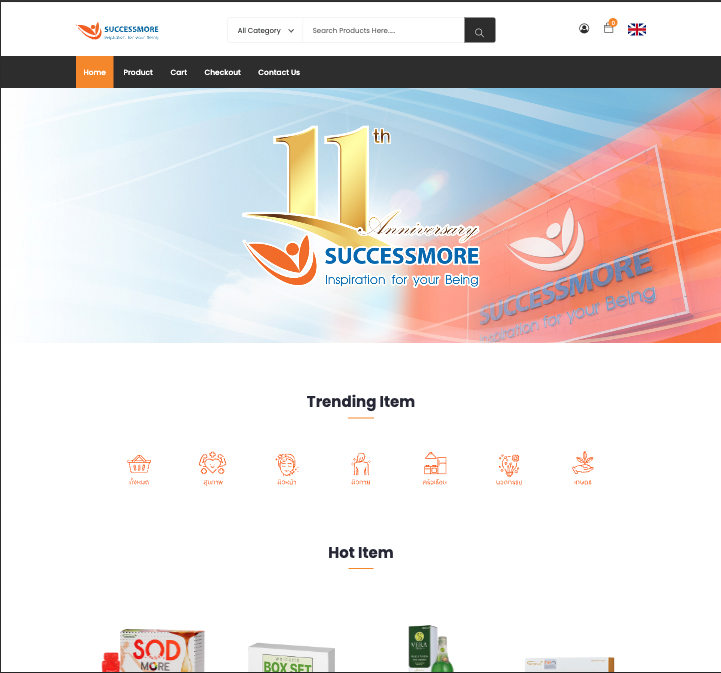 SUCCESSMORE
Inspiration for your Being
All Category
Search Products Here....
0
Home
Product
Cart
Checkout
Contact Us
11th
Anniversary
SUCCESSMORE
Inspiration for your Being
SUCCESSMORE
Inspiration for your Being
Trending Item
ทั้งหมด
สุขภาพ
ผิวหน้า
ผิวกาย
ครัวเรือน
นวัตกรรม
เกษตร
Hot Item
SOD
MORE
BOX SET
VERA